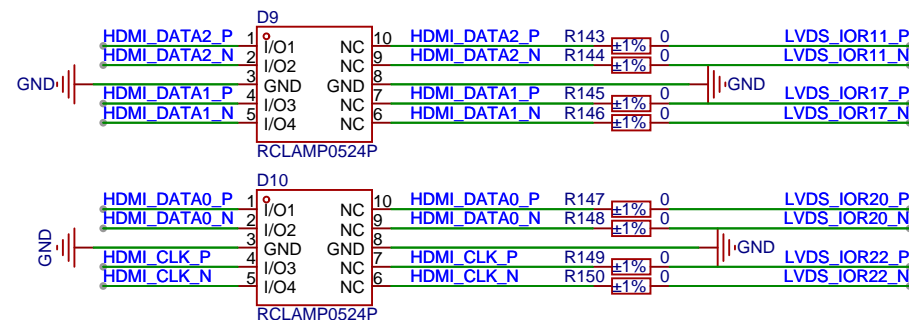 D9
HDMI_DATA2_P 1 I/O1 NC 10 HDMI_DATA2_P R143 ±1% 0 LVDS_IOR11_P
HDMI_DATA2_N 2 I/O2 NC 9 HDMI_DATA2_N R144 ±1% 0 LVDS_IOR11_N
GND 3 GND GND 8 GND
HDMI_DATA1_P 4 I/O3 NC 7 HDMI_DATA1_P R145 ±1% 0 LVDS_IOR17_P
HDMI_DATA1_N 5 I/O4 NC 6 HDMI_DATA1_N R146 ±1% 0 LVDS_IOR17_N
RCLAMP0524P
D10
HDMI_DATA0_P 1 I/O1 NC 10 HDMI_DATA0_P R147 ±1% 0 LVDS_IOR20_P
HDMI_DATA0_N 2 I/O2 NC 9 HDMI_DATA0_N R148 ±1% 0 LVDS_IOR20_N
GND 3 GND GND 8 GND
HDMI_CLK_P 4 I/O3 NC 7 HDMI_CLK_P R149 ±1% 0 LVDS_IOR22_P
HDMI_CLK_N 5 I/O4 NC 6 HDMI_CLK_N R150 ±1% 0 LVDS_IOR22_N
RCLAMP0524P